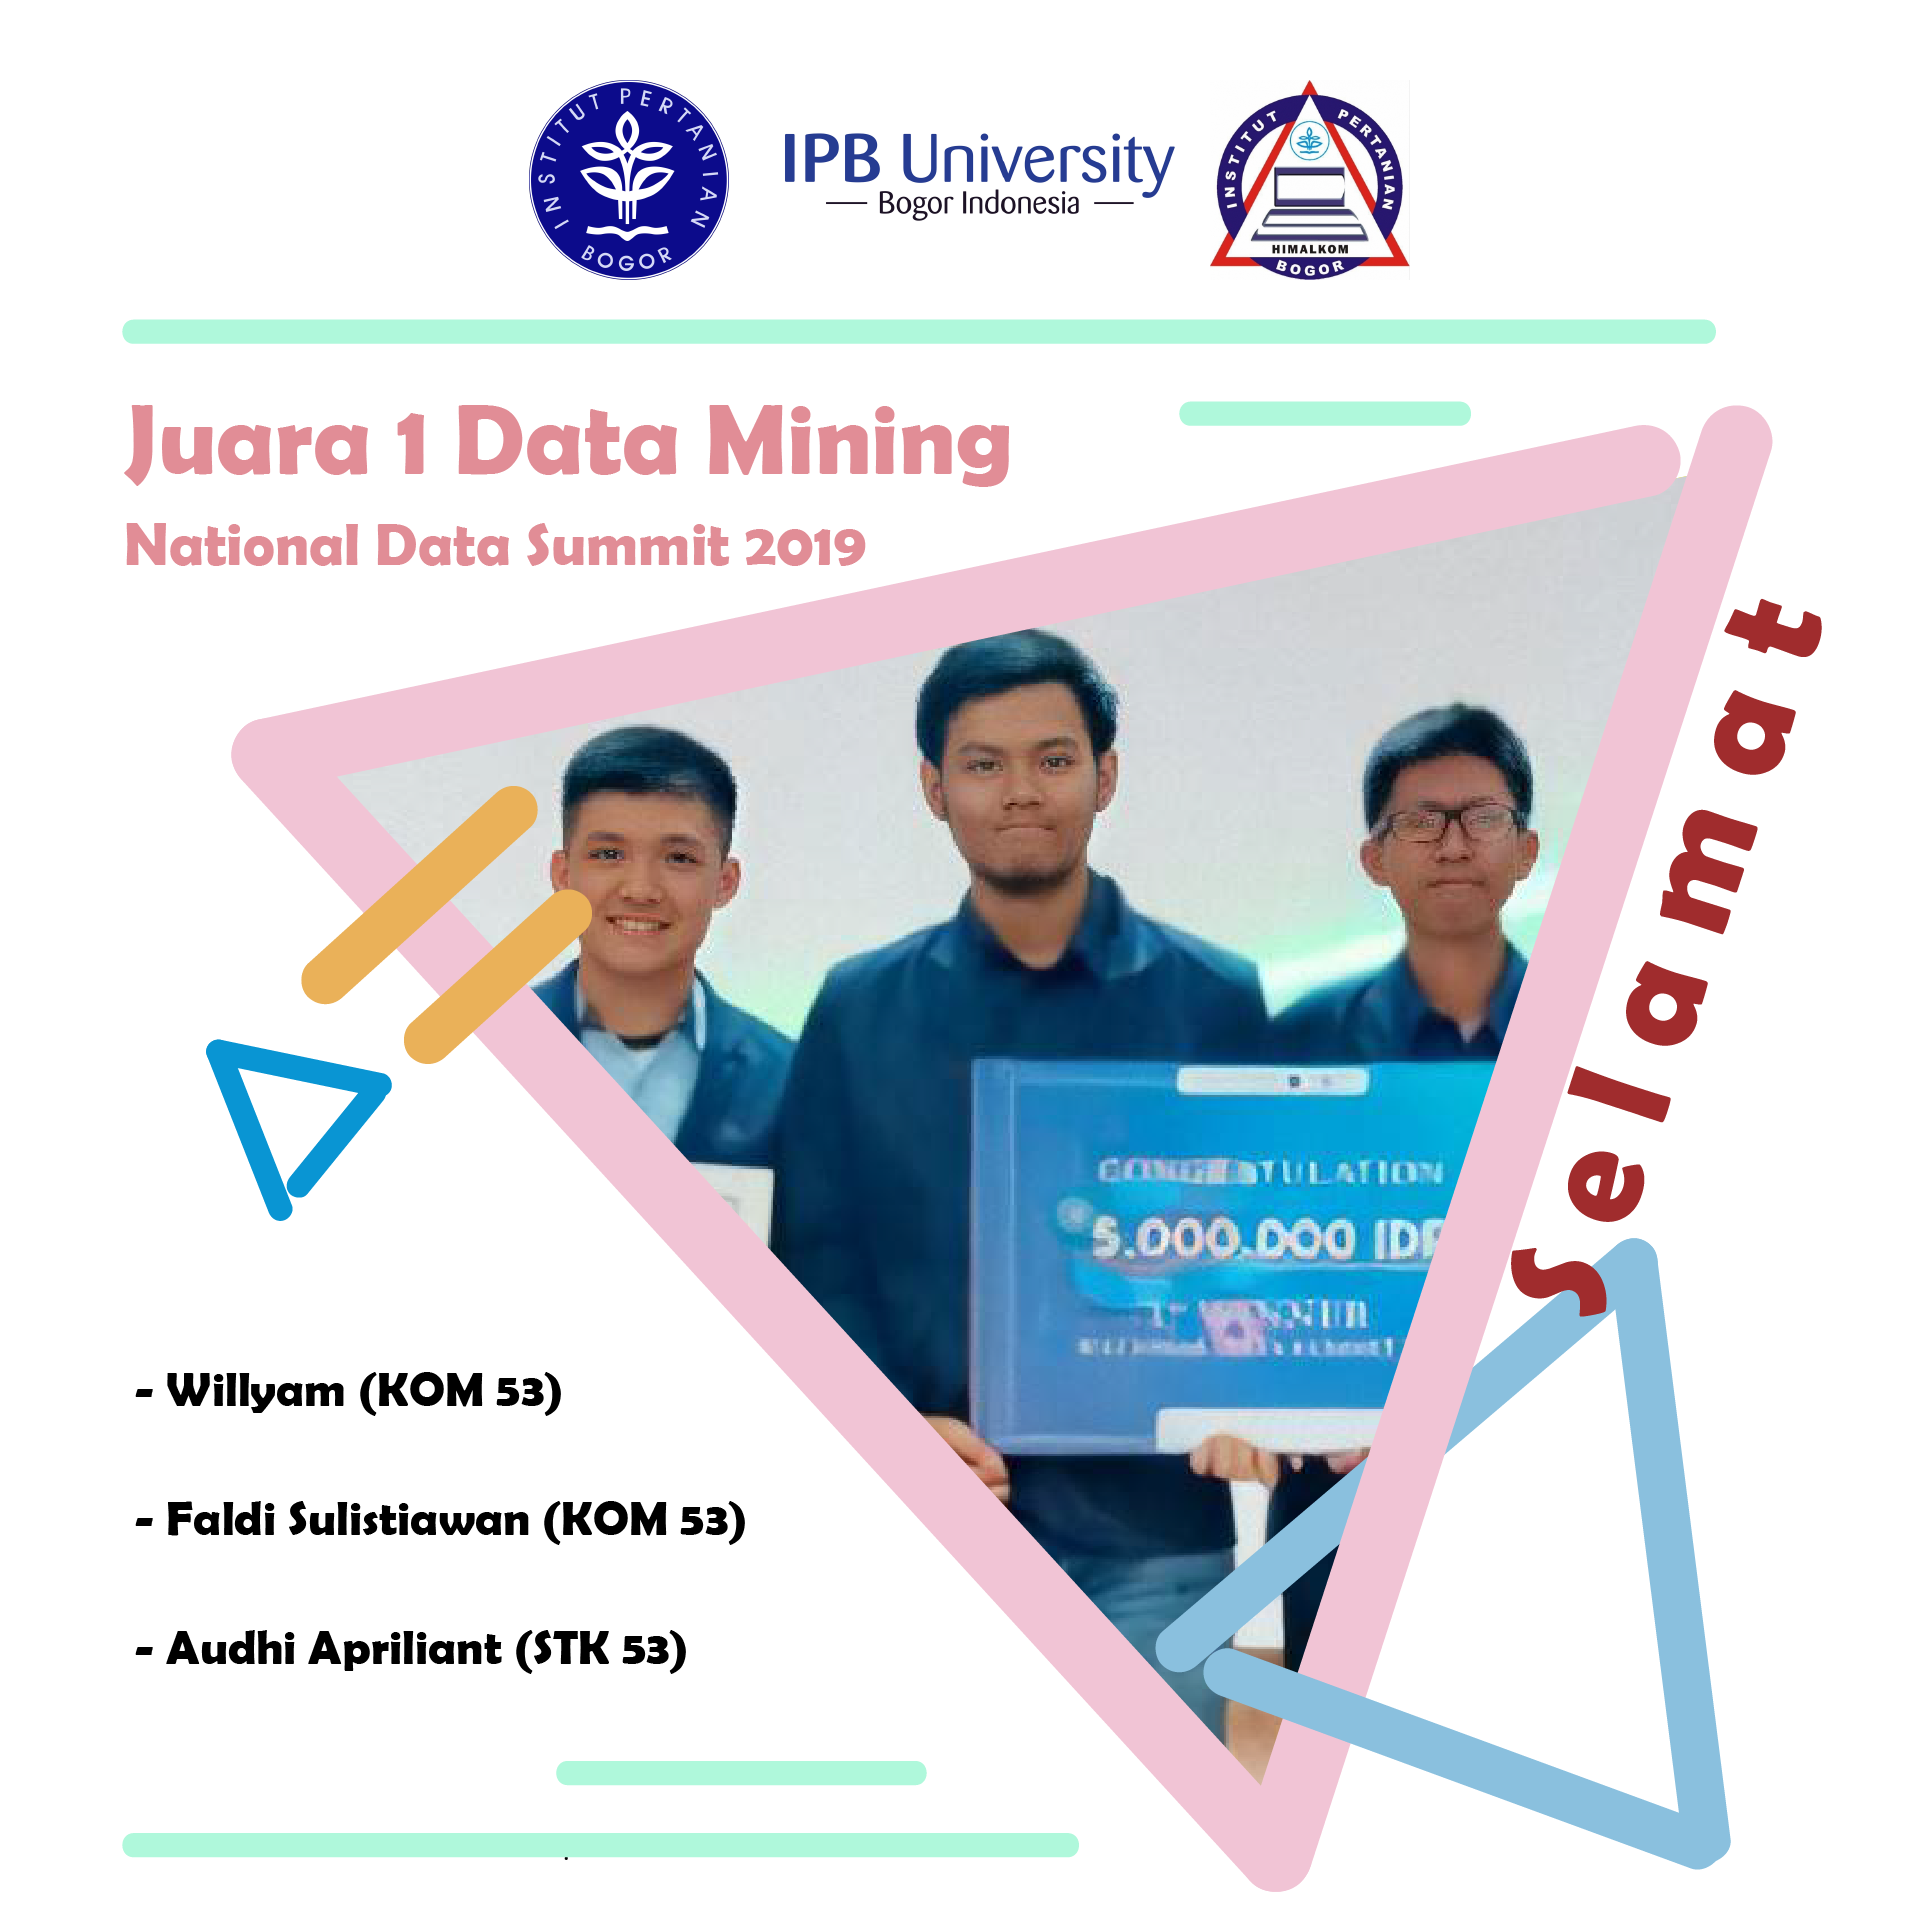 INSTITUT PERTANIAN
BOGOR
IPB University
Bogor Indonesia
INSTITUT PERTANIAN
HIMALKOM
BOGOR
Juara 1 Data Mining
National Data Summit 2019
Selamat
5.000.000 IDR
- Willyam (KOM 53)
- Faldi Sulistiawan (KOM 53)
- Audhi Apriliant (STK 53)